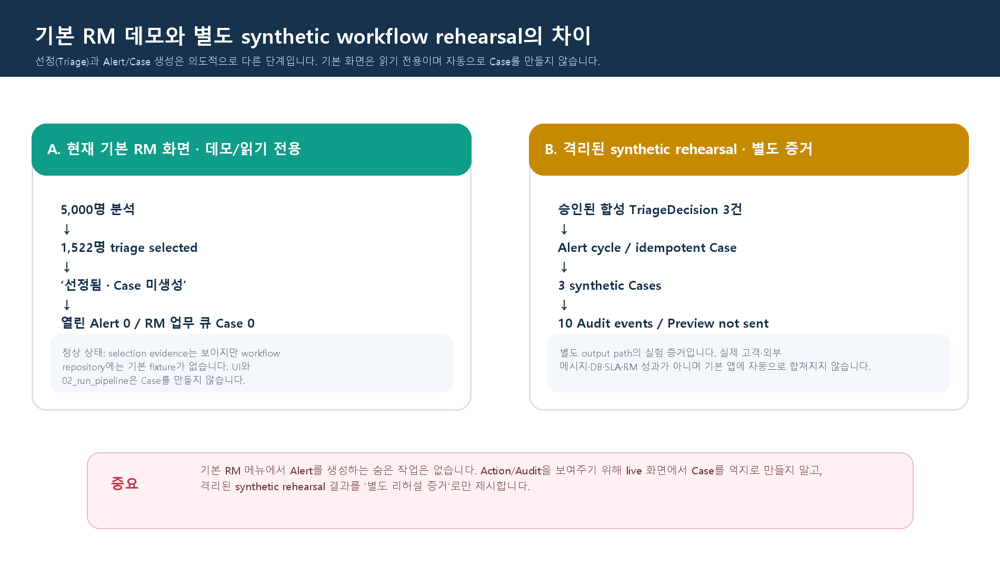 기본 RM 데모와 별도 synthetic workflow rehearsal의 차이
선정(Triage)과 Alert/Case 생성은 의도적으로 다른 단계입니다. 기본 화면은 읽기 전용이며 자동으로 Case를 만들지 않습니다.
A. 현재 기본 RM 화면 · 데모/읽기 전용
5,000명 분석
↓
1,522명 triage selected
↓
‘선정됨 · Case 미생성’
↓
열린 Alert 0 / RM 업무 큐 Case 0
정상 상태: selection evidence는 보이지만 workflow
repository에는 기본 fixture가 없습니다. UI와
02_run_pipeline은 Case를 만들지 않습니다.
B. 격리된 synthetic rehearsal · 별도 증거
승인된 합성 TriageDecision 3건
↓
Alert cycle / idempotent Case
↓
3 synthetic Cases
↓
10 Audit events / Preview not sent
별도 output path의 실험 증거입니다. 실제 고객·외부
메시지·DB·SLA·RM 성과가 아니며 기본 앱에 자동으로 합쳐지지 않습니다.
중요
기본 RM 메뉴에서 Alert를 생성하는 숨은 작업은 없습니다. Action/Audit을 보여주기 위해 live 화면에서 Case를 억지로 만들지 말고,
격리된 synthetic rehearsal 결과를 ‘별도 리허설 증거’로만 제시합니다.